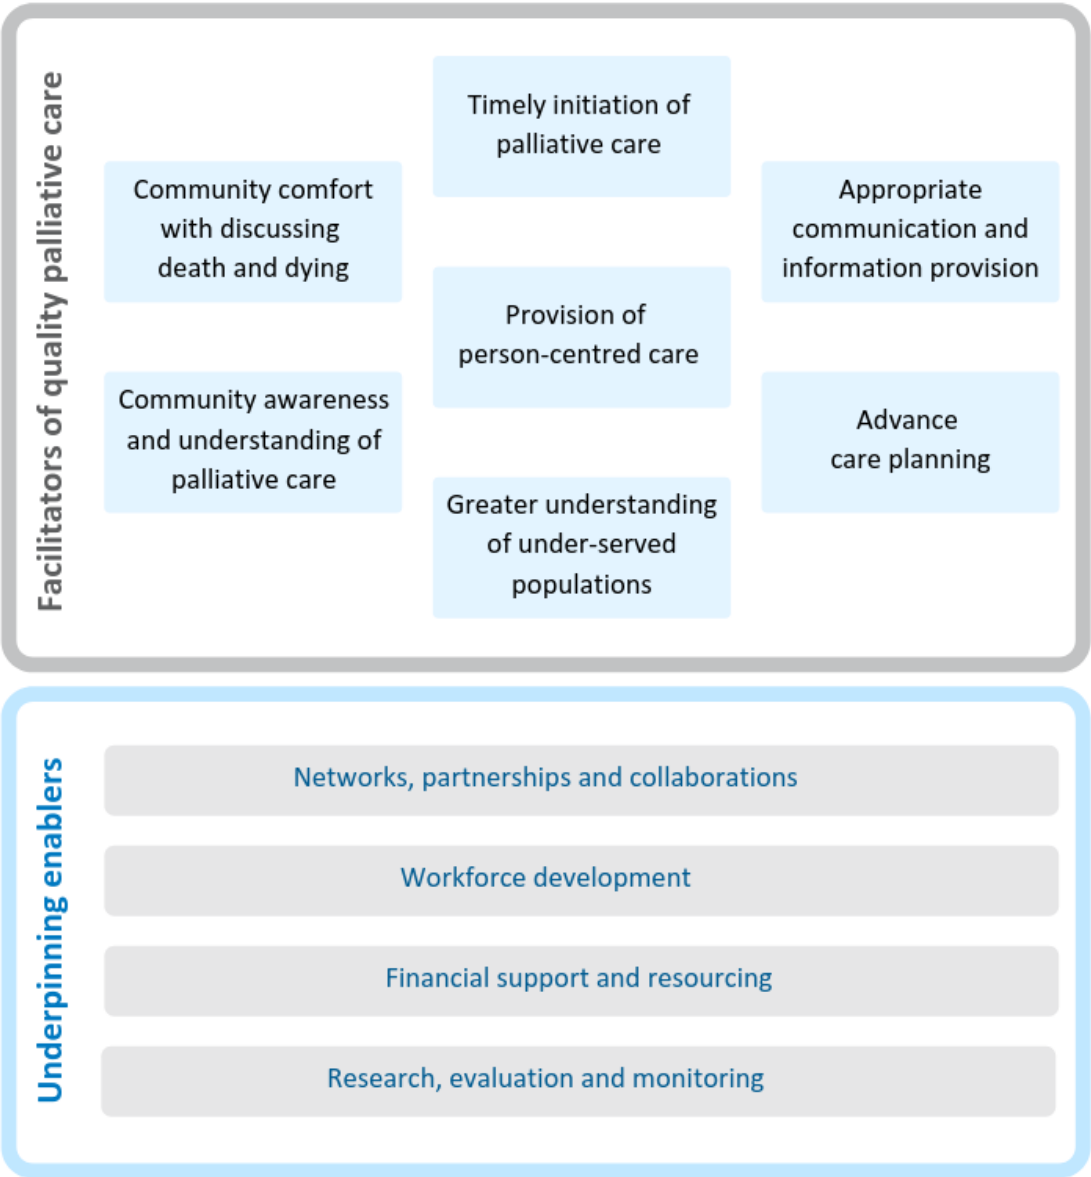 Facilitators of quality palliative care
Timely initiation of
palliative care
Community comfort
with discussing
death and dying
Appropriate
communication and
information provision
Provision of
person-centred care
Community awareness
and understanding of
palliative care
Advance
care planning
Greater understanding
of under-served
populations
Underpinning enablers
Networks, partnerships and collaborations
Workforce development
Financial support and resourcing
Research, evaluation and monitoring